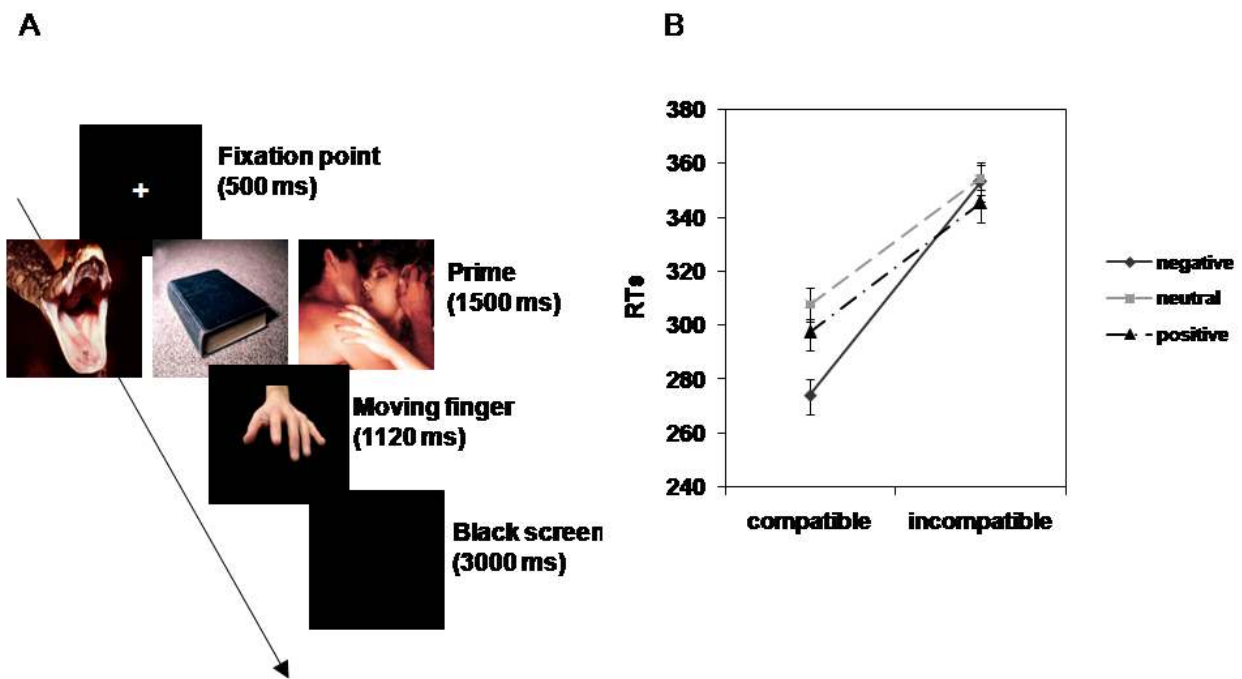 A
Fixation point
(500 ms)
Prime
(1500 ms)
Moving finger
(1120 ms)
Black screen
(3000 ms)
B
380
360
340
320
300
280
260
240
RTs
compatible
incompatible
negative
neutral
positive